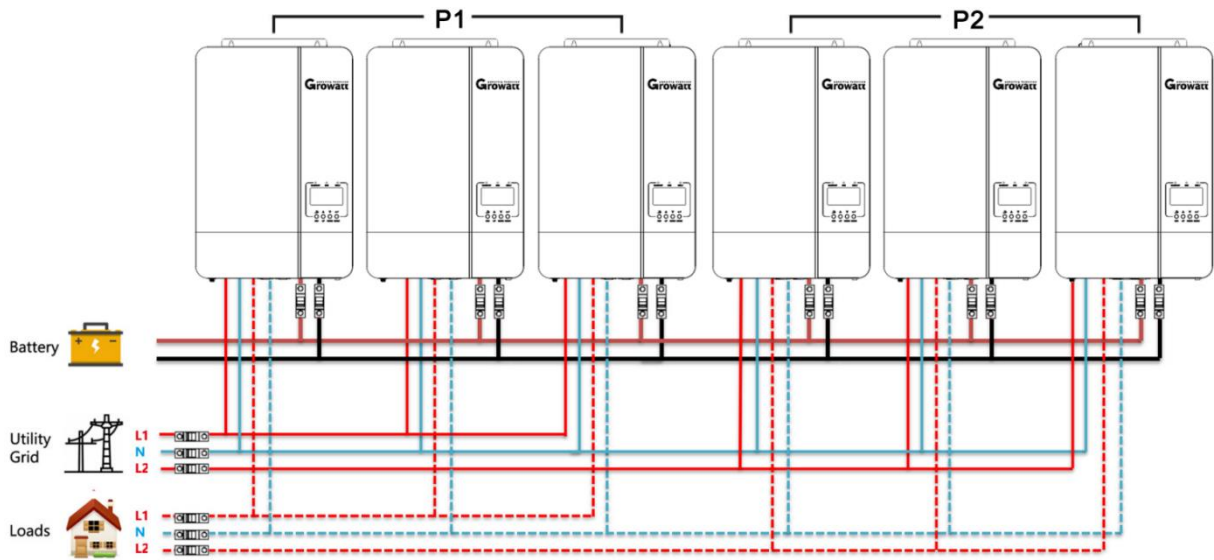 P1 P2
Growatt Growatt Growatt Growatt Growatt Growatt
Battery + -
Utility
Grid
L1
N
L2
Loads
L1
N
L2